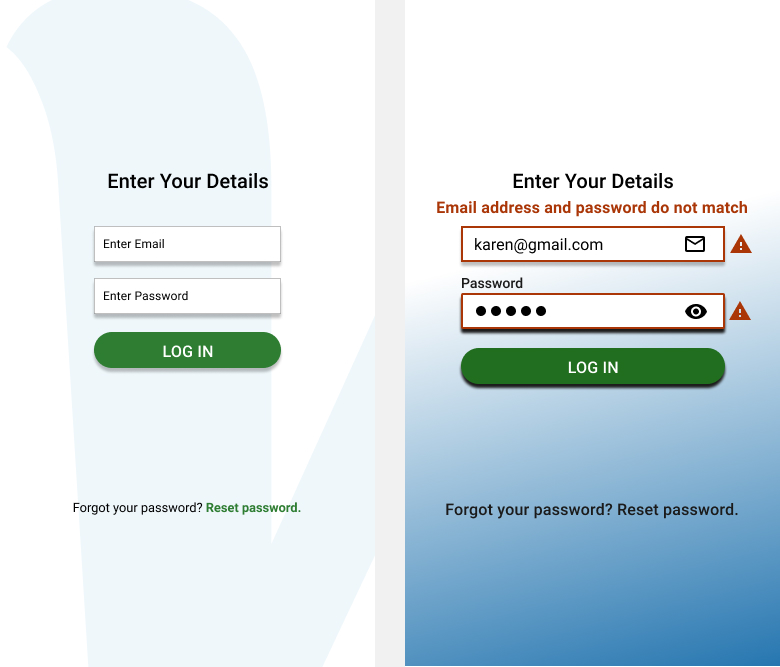 Enter Your Details
Enter Email
Enter Password
LOG IN
Forgot your password? Reset password.
Enter Your Details
Email address and password do not match
karen@gmail.com
Password
LOG IN
Forgot your password? Reset password.